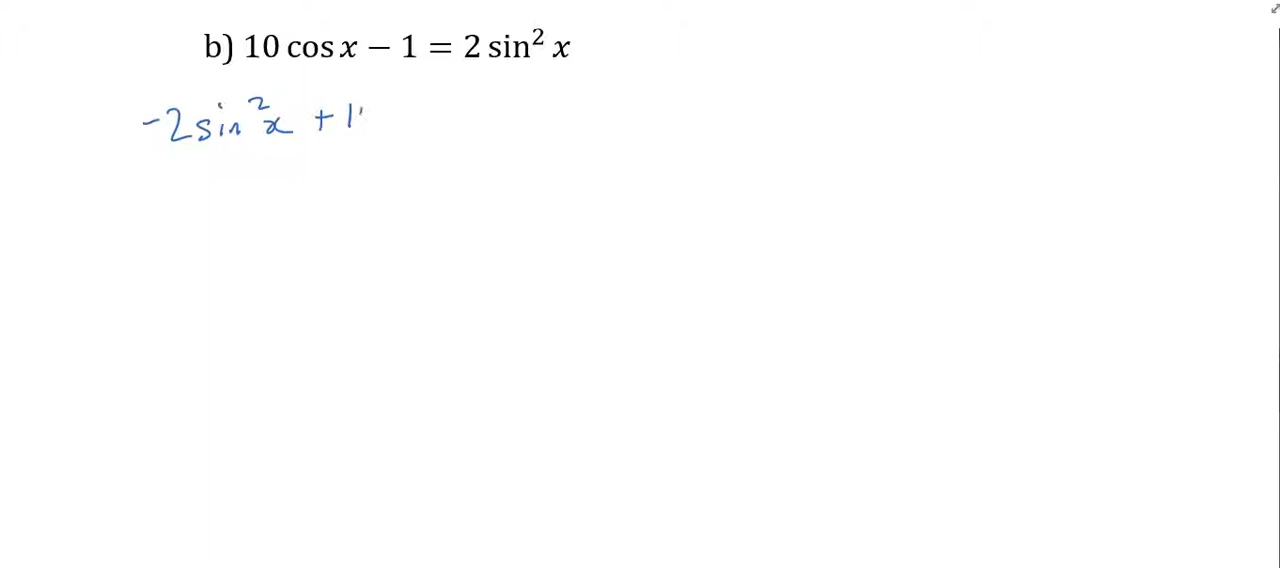 b) 10 cos x − 1 = 2 sin² x
-2sin²x + 1